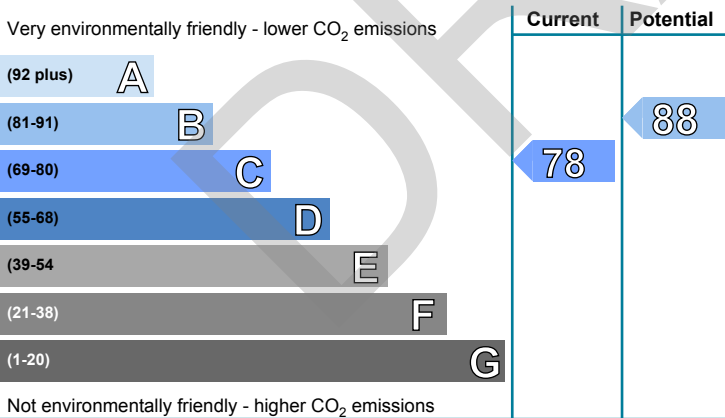 Very environmentally friendly - lower CO2 emissions
Current
Potential
(92 plus) A
(81-91) B
88
(69-80) C
78
(55-68) D
(39-54 E
(21-38) F
(1-20) G
Not environmentally friendly - higher CO2 emissions